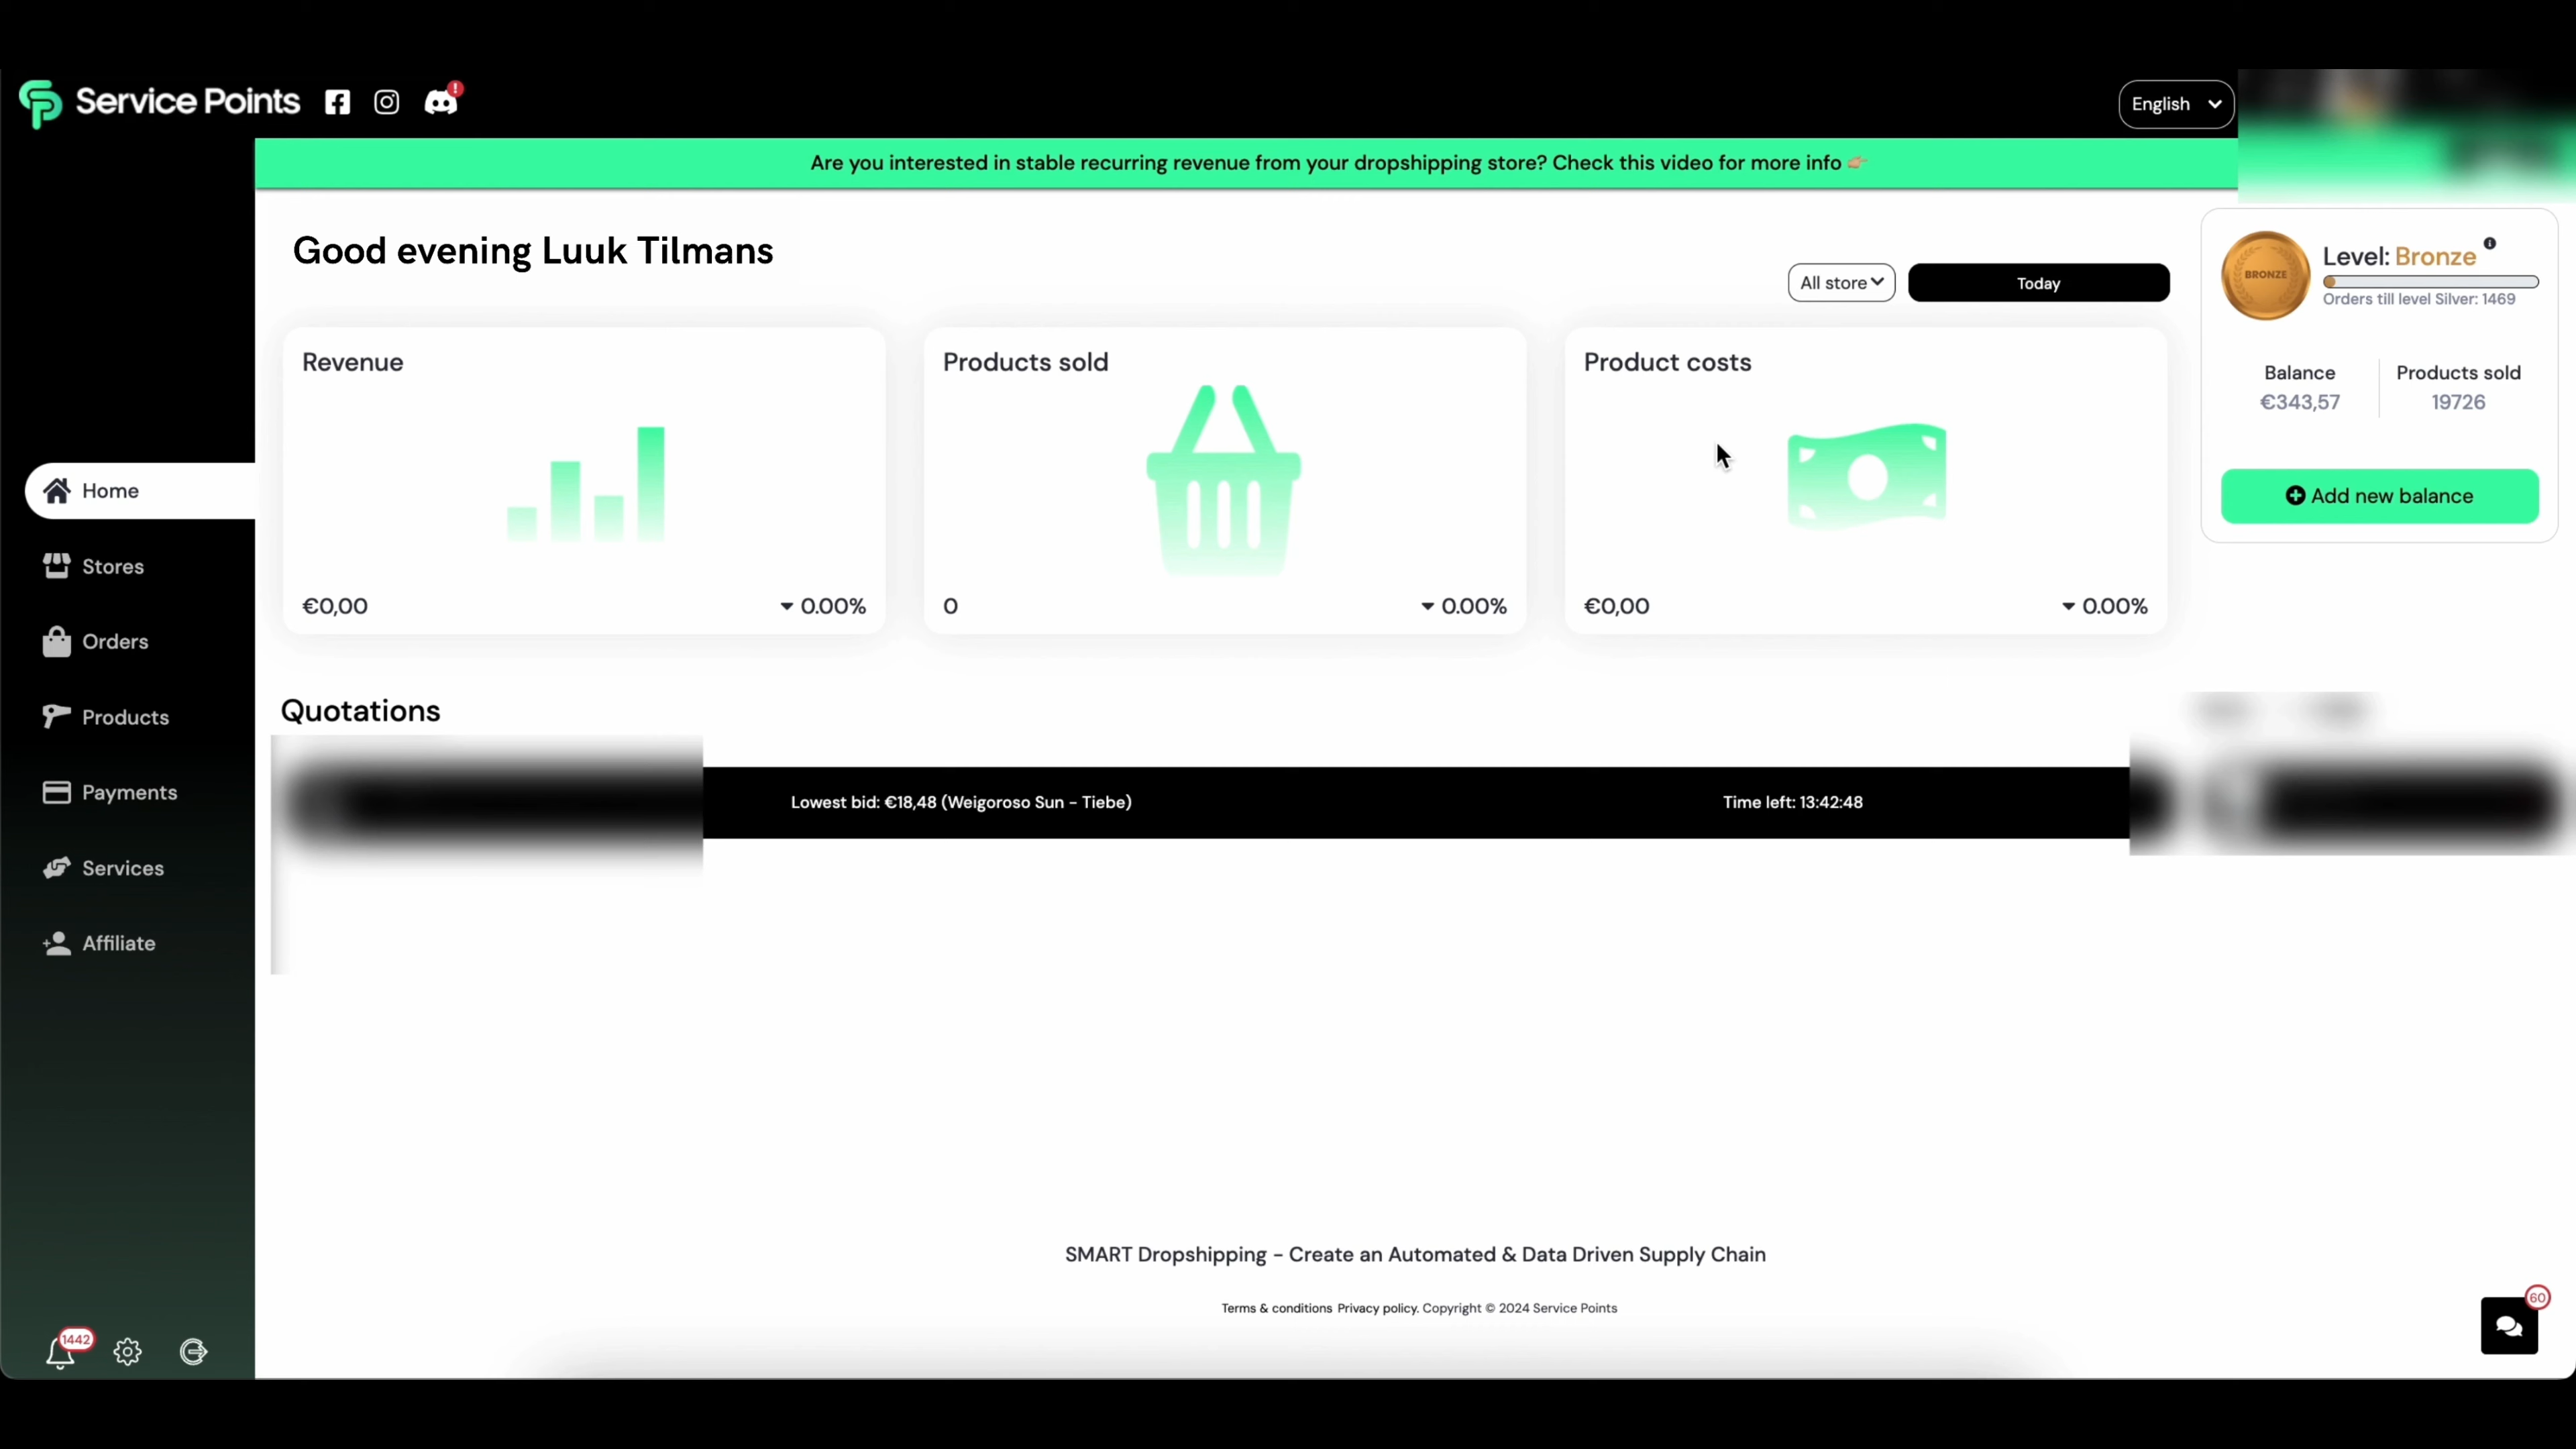 Service Points
!
English
Are you interested in stable recurring revenue from your dropshipping store? Check this video for more info 👉🏼
Good evening Luuk Tilmans
All store
Today
BRONZE
Level: Bronze
Orders till level Silver: 1469
Balance
€343,57
Products sold
19726
Add new balance
Revenue
€0,00
0.00%
Products sold
0
0.00%
Product costs
€0,00
0.00%
Home
Stores
Orders
Products
Payments
Services
Affiliate
Quotations
Lowest bid: €18,48 (Weigoroso Sun - Tiebe)
Time left: 13:42:48
SMART Dropshipping - Create an Automated & Data Driven Supply Chain
Terms & conditions Privacy policy. Copyright © 2024 Service Points
1442
60